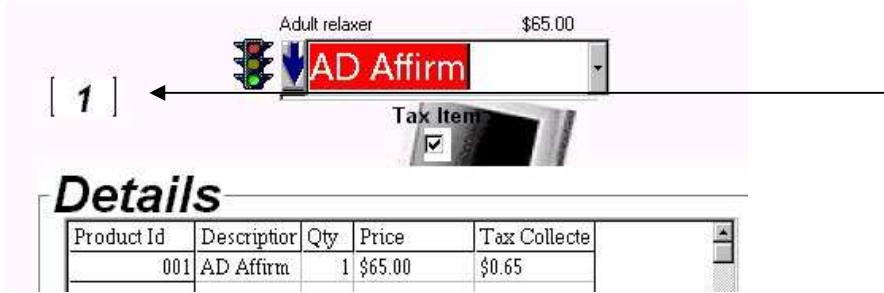 Adult relaxer $65.00
AD Affirm
[ 1 ]
Tax Item
Details
Product Id Description Qty Price Tax Collecte
001 AD Affirm 1 $65.00 $0.65